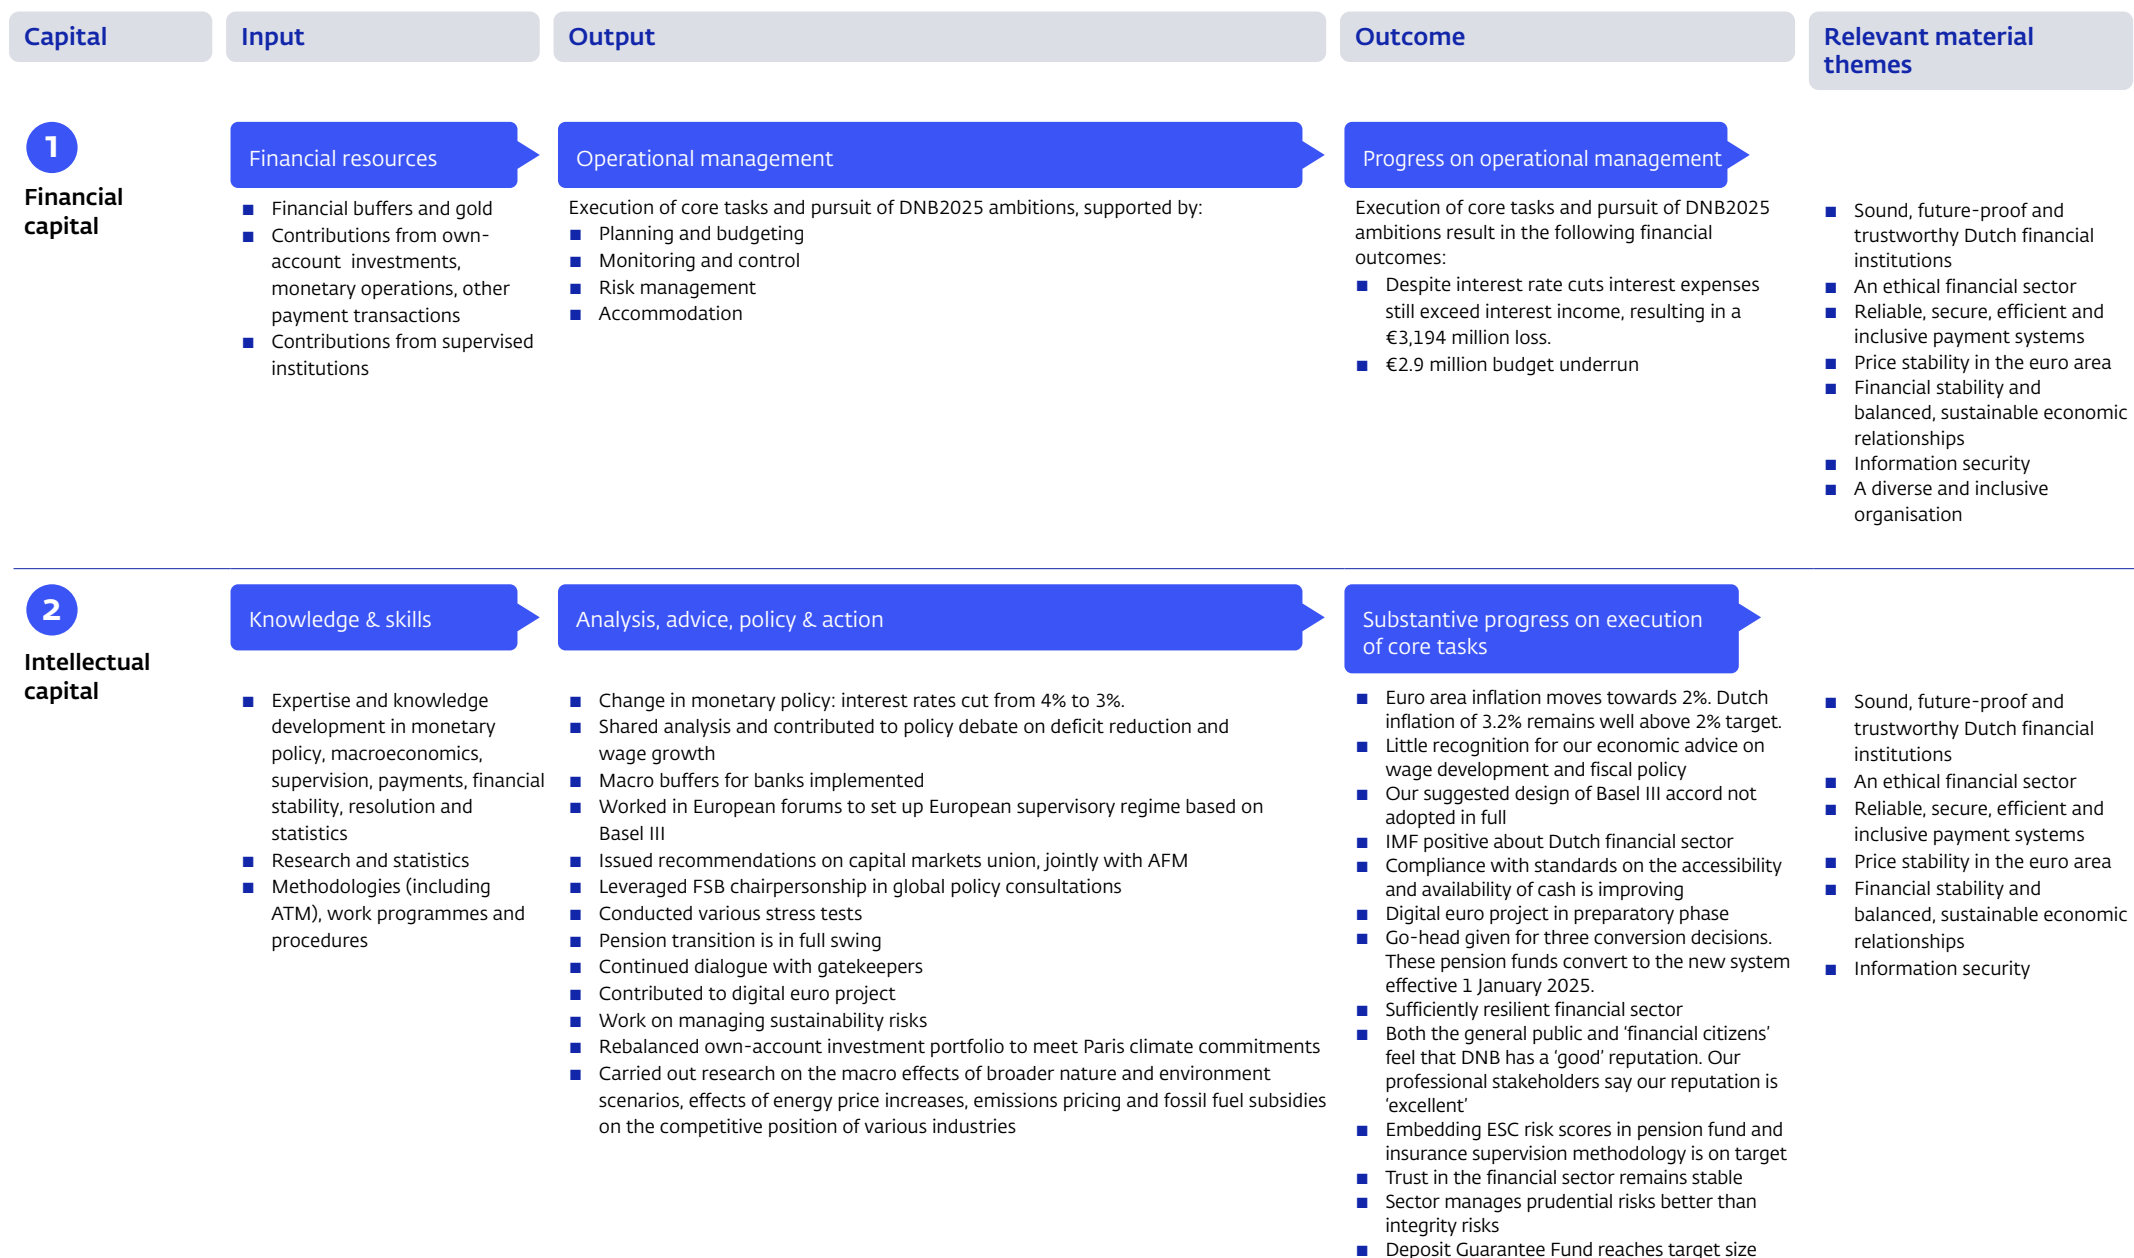 Capital
Input
Output
Outcome
Relevant material
themes
1
Financial
capital
Financial resources
■ Financial buffers and gold
■ Contributions from own-
account investments,
monetary operations, other
payment transactions
■ Contributions from supervised
institutions
Operational management
Execution of core tasks and pursuit of DNB2025 ambitions, supported by:
■ Planning and budgeting
■ Monitoring and control
■ Risk management
■ Accommodation
Progress on operational management
Execution of core tasks and pursuit of DNB2025
ambitions result in the following financial
outcomes:
■ Despite interest rate cuts interest expenses
still exceed interest income, resulting in a
€3,194 million loss.
■ €2.9 million budget underrun
■ Sound, future-proof and
trustworthy Dutch financial
institutions
■ An ethical financial sector
■ Reliable, secure, efficient and
inclusive payment systems
■ Price stability in the euro area
■ Financial stability and
balanced, sustainable economic
relationships
■ Information security
■ A diverse and inclusive
organisation
2
Intellectual
capital
Knowledge & skills
■ Expertise and knowledge
development in monetary
policy, macroeconomics,
supervision, payments, financial
stability, resolution and
statistics
■ Research and statistics
■ Methodologies (including
ATM), work programmes and
procedures
Analysis, advice, policy & action
■ Change in monetary policy: interest rates cut from 4% to 3%.
■ Shared analysis and contributed to policy debate on deficit reduction and
wage growth
■ Macro buffers for banks implemented
■ Worked in European forums to set up European supervisory regime based on
Basel III
■ Issued recommendations on capital markets union, jointly with AFM
■ Leveraged FSB chairpersonship in global policy consultations
■ Conducted various stress tests
■ Pension transition is in full swing
■ Continued dialogue with gatekeepers
■ Contributed to digital euro project
■ Work on managing sustainability risks
■ Rebalanced own-account investment portfolio to meet Paris climate commitments
■ Carried out research on the macro effects of broader nature and environment
scenarios, effects of energy price increases, emissions pricing and fossil fuel subsidies
on the competitive position of various industries
Substantive progress on execution
of core tasks
■ Euro area inflation moves towards 2%. Dutch
inflation of 3.2% remains well above 2% target.
■ Little recognition for our economic advice on
wage development and fiscal policy
■ Our suggested design of Basel III accord not
adopted in full
■ IMF positive about Dutch financial sector
■ Compliance with standards on the accessibility
and availability of cash is improving
■ Digital euro project in preparatory phase
■ Go-head given for three conversion decisions.
These pension funds convert to the new system
effective 1 January 2025.
■ Sufficiently resilient financial sector
■ Both the general public and ‘financial citizens’
feel that DNB has a ‘good’ reputation. Our
professional stakeholders say our reputation is
‘excellent’
■ Embedding ESC risk scores in pension fund and
insurance supervision methodology is on target
■ Trust in the financial sector remains stable
■ Sector manages prudential risks better than
integrity risks
■ Deposit Guarantee Fund reaches target size
■ Sound, future-proof and
trustworthy Dutch financial
institutions
■ An ethical financial sector
■ Reliable, secure, efficient and
inclusive payment systems
■ Price stability in the euro area
■ Financial stability and
balanced, sustainable economic
relationships
■ Information security